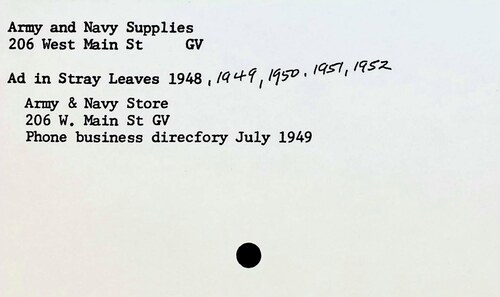 Army and Navy Supplies
206 West Main St GV
Ad in Stray Leaves 1948, 1949, 1950, 1951, 1952
Army & Navy Store
206 W. Main St GV
Phone business direcfory July 1949